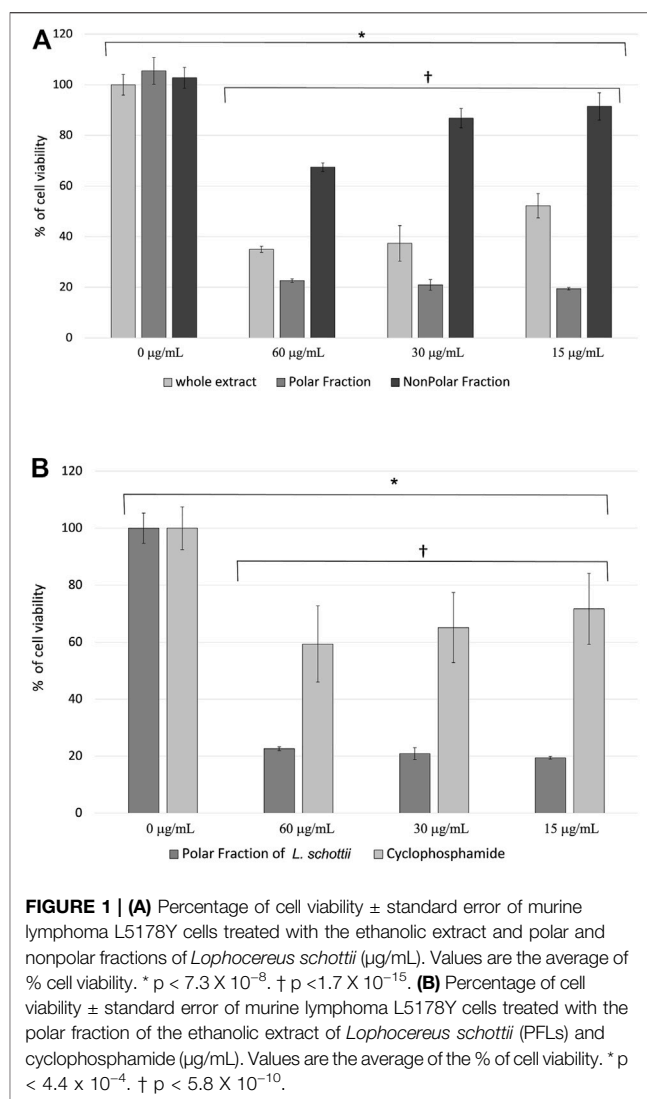 A
120
*
†
100
80
60
40
20
0
% of cell viability
0 µg/mL 60 µg/mL 30 µg/mL 15 µg/mL
whole extract Polar Fraction NonPolar Fraction
B
120
*
†
100
80
60
40
20
0
% of cell viability
0 µg/mL 60 µg/mL 30 µg/mL 15 µg/mL
Polar Fraction of L. schottii Cyclophosphamide
FIGURE 1 | (A) Percentage of cell viability ± standard error of murine
lymphoma L5178Y cells treated with the ethanolic extract and polar and
nonpolar fractions of Lophocereus schottii (µg/mL). Values are the average of
% cell viability. * p < 7.3 X 10−8. † p <1.7 X 10−15. (B) Percentage of cell
viability ± standard error of murine lymphoma L5178Y cells treated with the
polar fraction of the ethanolic extract of Lophocereus schottii (PFLs) and
cyclophosphamide (µg/mL). Values are the average of the % of cell viability. * p
< 4.4 x 10−4. † p < 5.8 X 10−10.